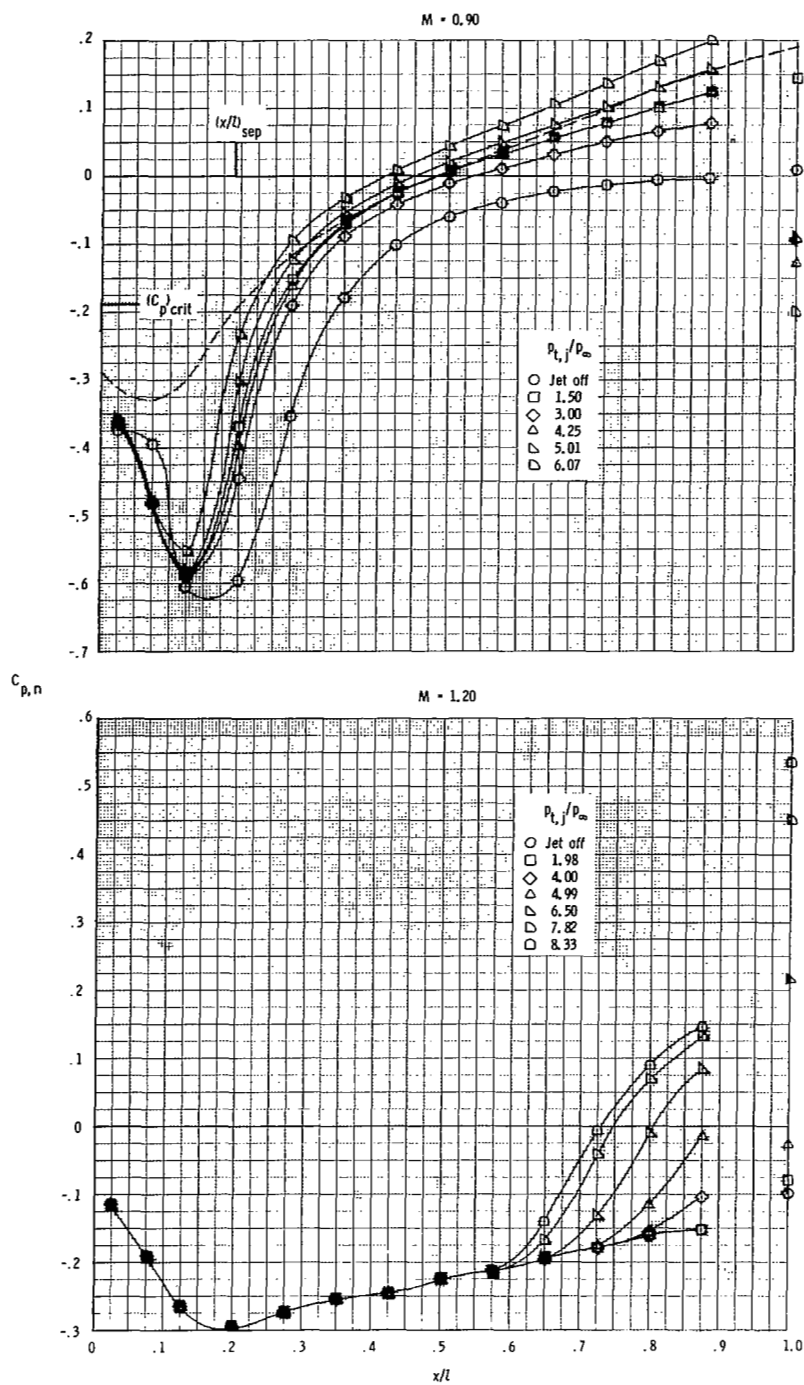 M = 0.90
.2
.1
0
-.1
-.2
-.3
-.4
-.5
-.6
-.7
(x/l)sep
(Cp)crit
pt,j/p∞
Jet off
1.50
3.00
4.25
5.01
6.07
Cp,n
M = 1.20
.6
.5
.4
.3
.2
.1
0
-.1
-.2
-.3
pt,j/p∞
Jet off
1.98
4.00
4.99
6.50
7.82
8.33
0 .1 .2 .3 .4 .5 .6 .7 .8 .9 1.0
x/l